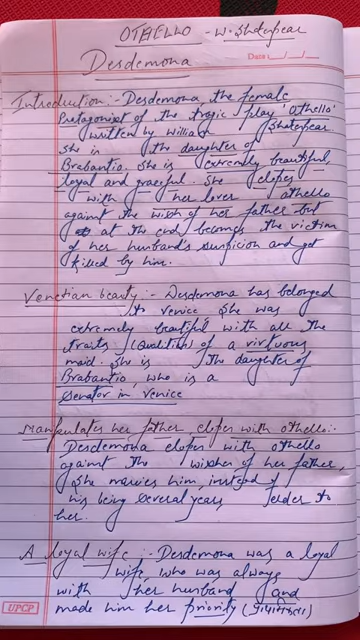 OTHELLO - W. Shakespear
Desdemona
Date : __/__/__
Introduction :- Desdemona, the female
Protagonist of the tragic play 'Othello'
written by William Shakespear
She is the daughter of
Brabantio. She is extremely beautiful,
loyal and graceful. She elopes
with her lover Othello
against the wish of her father but
at the end becomes the victim
of her husband's suspicion and get
killed by him.
Venetian beauty :- Desdemona has belonged
to Venice. She was
extremely beautiful with all the
traits of a virtuous
maid. She is the daughter of
Brabantio, who is a
Senator in Venice
Manipulates her father, elopes with Othello :-
Desdemona elopes with Othello
against the wishes of her father,
She marries him, instead of
his being several years elder to
her.
A loyal wife :- Desdemona was a loyal
wife, who was always
with her husband and
made him her priority
UPCP